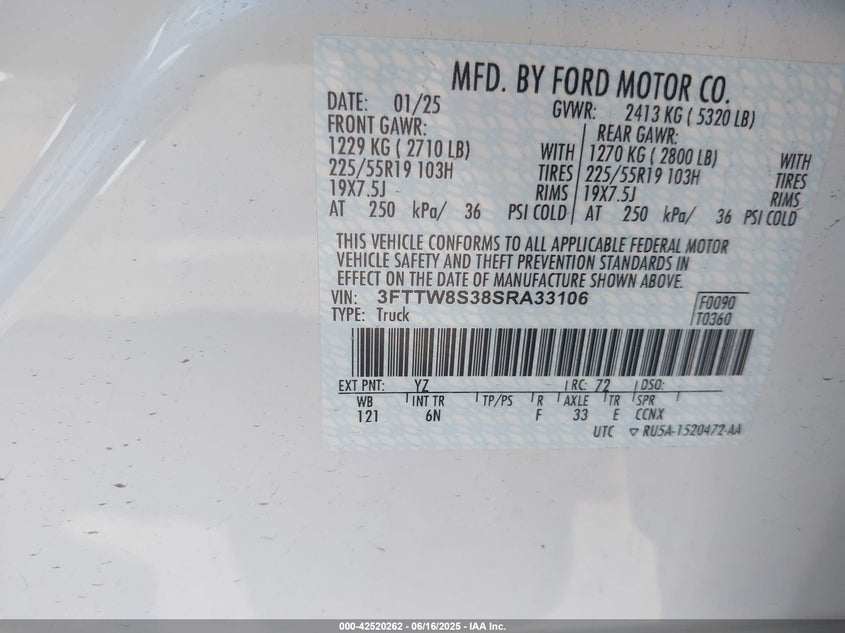 MFD. BY FORD MOTOR CO.
DATE: 01/25 GVWR: 2413 KG ( 5320 LB)
FRONT GAWR: REAR GAWR:
1229 KG ( 2710 LB) WITH 1270 KG ( 2800 LB) WITH
225/55R19 103H TIRES 225/55R19 103H TIRES
19X7.5J RIMS 19X7.5J RIMS
AT 250 kPa/ 36 PSI COLD AT 250 kPa/ 36 PSI COLD
THIS VEHICLE CONFORMS TO ALL APPLICABLE FEDERAL MOTOR
VEHICLE SAFETY AND THEFT PREVENTION STANDARDS IN
EFFECT ON THE DATE OF MANUFACTURE SHOWN ABOVE.
VIN: 3FTTW8S38SRA33106 F0090
TYPE: Truck T0360
EXT PNT: YZ RC: 72 DSO:
WB INT TR TP/PS R AXLE TR SPR
121 6N F 33 E CCNX
UTC ▽ RU5A-1520472-AA
000-42520262 - 06/16/2025 - IAA Inc.